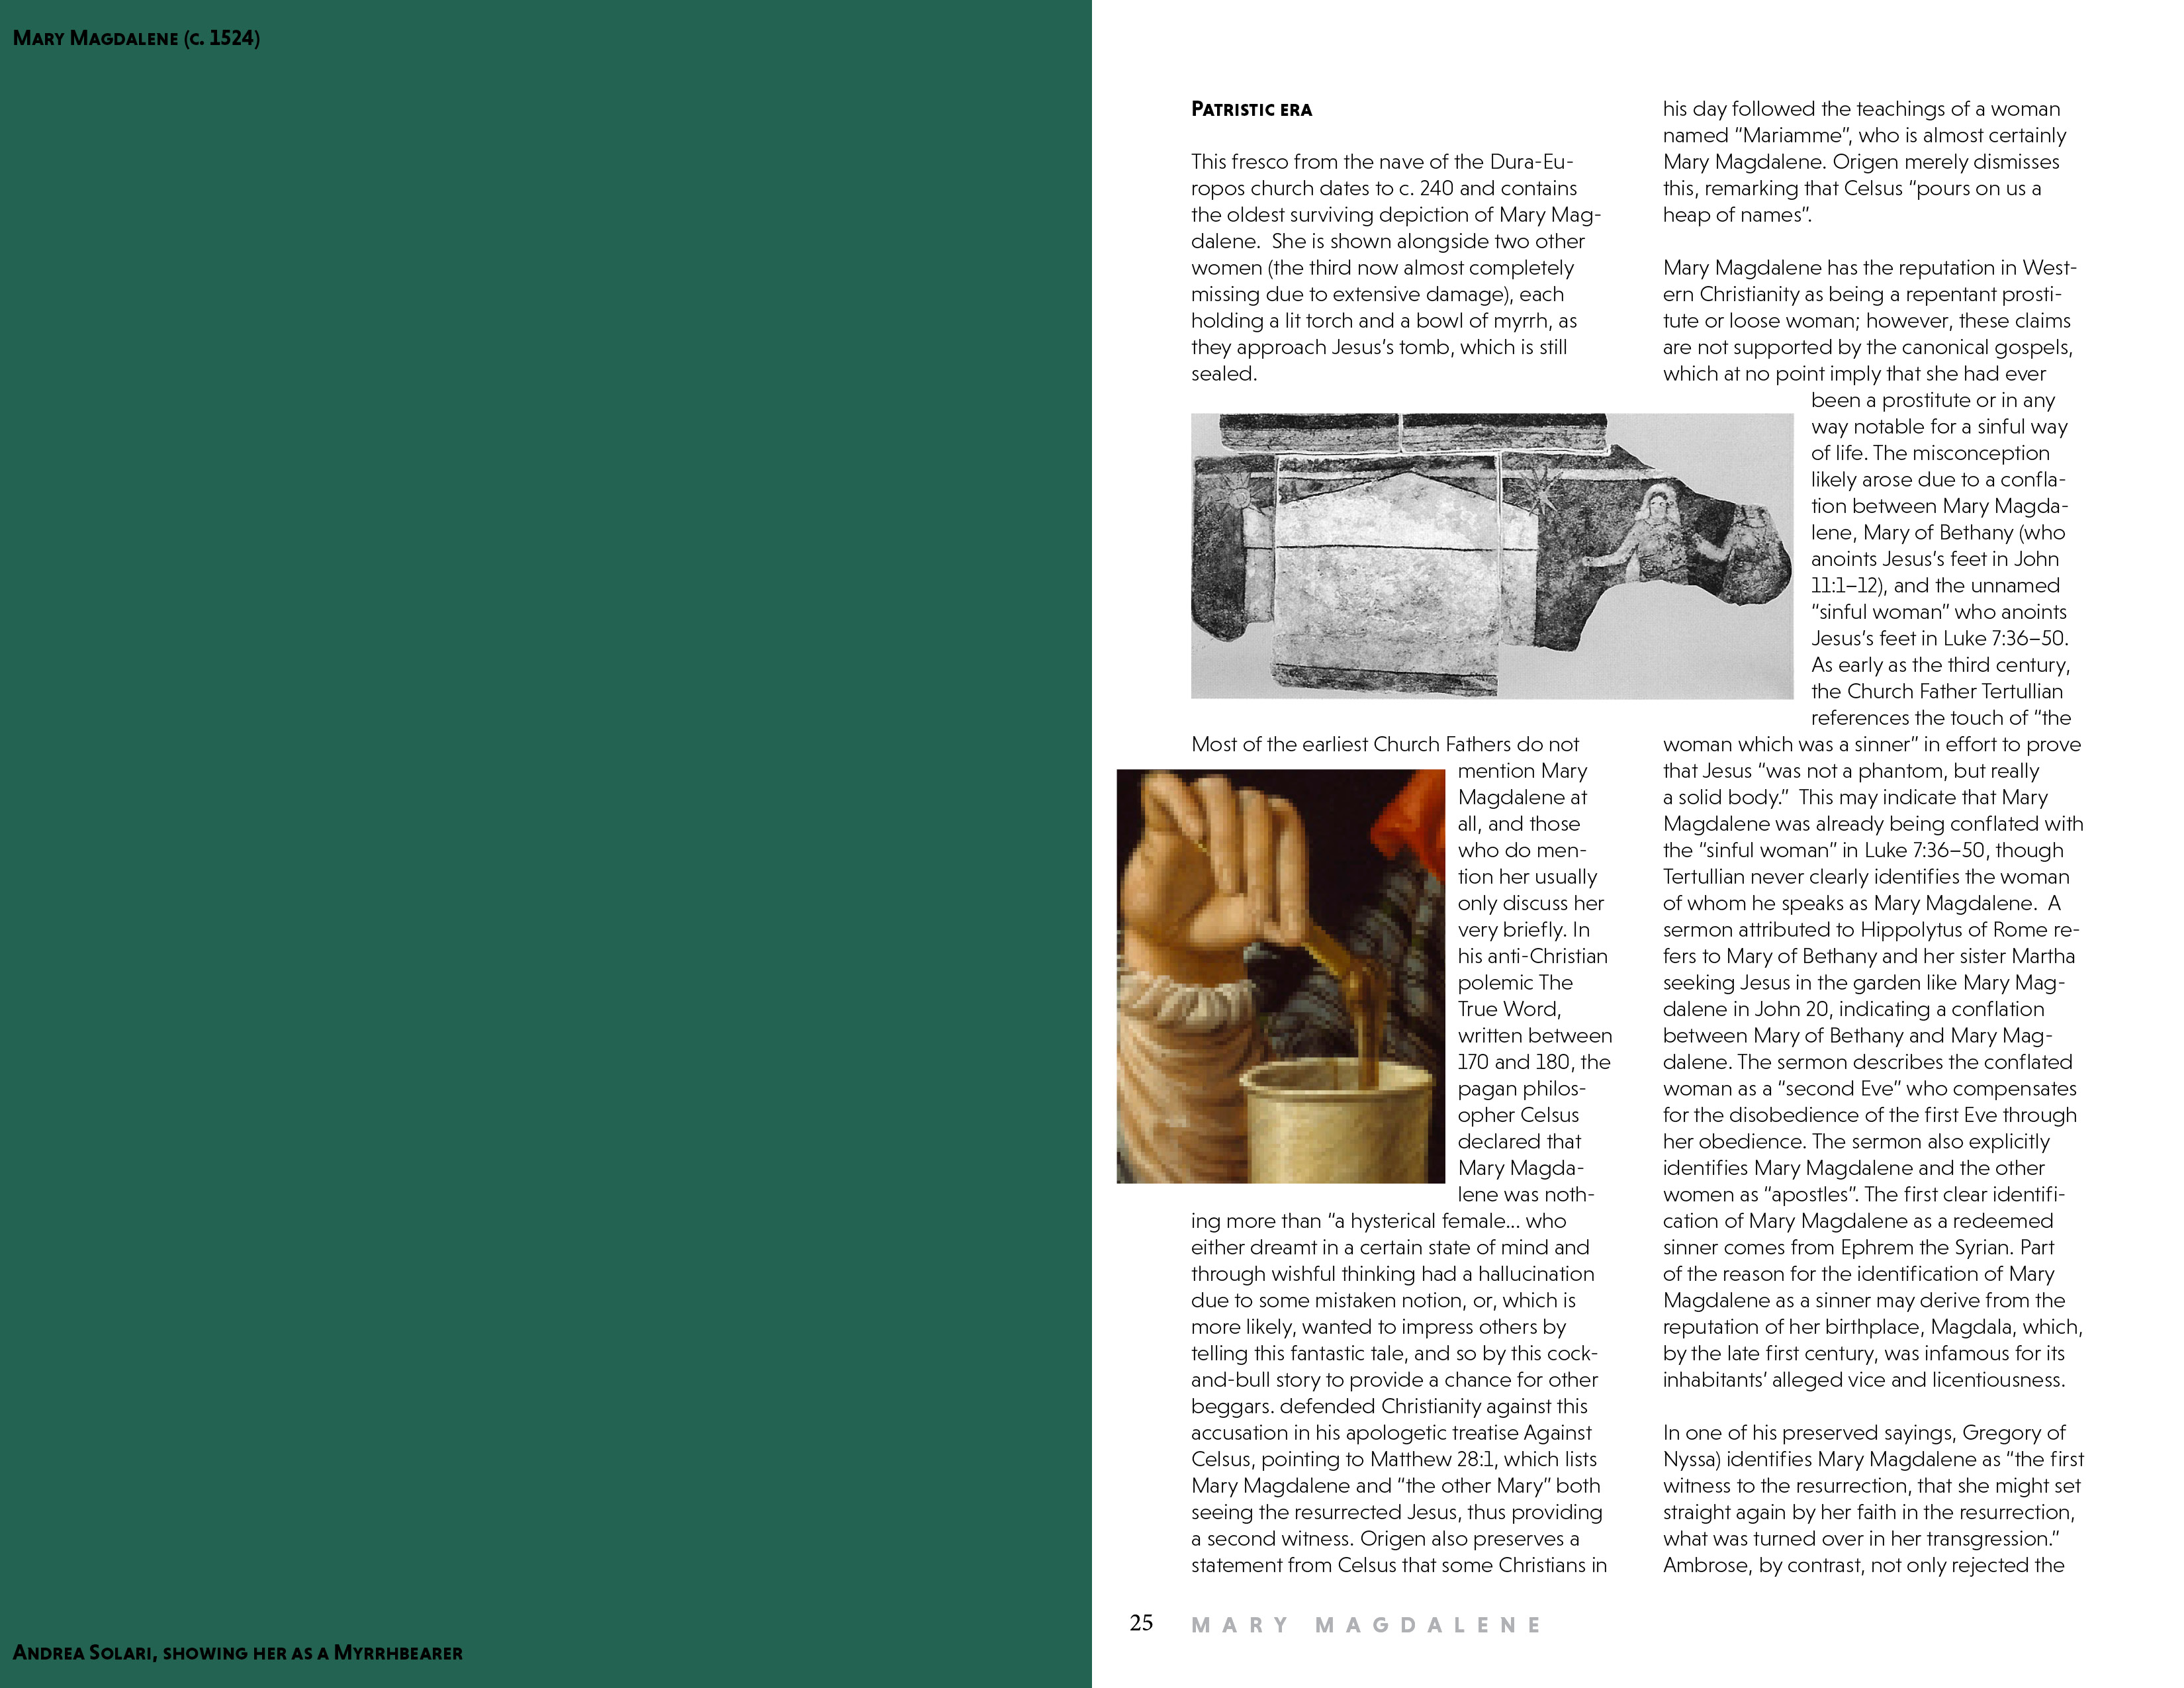 MARY MAGDALENE (C. 1524)
ANDREA SOLARI, SHOWING HER AS A MYRRHBEARER
PATRISTIC ERA
This fresco from the nave of the Dura-Eu-
ropos church dates to c. 240 and contains
the oldest surviving depiction of Mary Mag-
dalene.  She is shown alongside two other
women (the third now almost completely
missing due to extensive damage), each
holding a lit torch and a bowl of myrrh, as
they approach Jesus’s tomb, which is still
sealed.
Most of the earliest Church Fathers do not
mention Mary
Magdalene at
all, and those
who do men-
tion her usually
only discuss her
very briefly. In
his anti-Christian
polemic The
True Word,
written between
170 and 180, the
pagan philos-
opher Celsus
declared that
Mary Magda-
lene was noth-
ing more than “a hysterical female... who
either dreamt in a certain state of mind and
through wishful thinking had a hallucination
due to some mistaken notion, or, which is
more likely, wanted to impress others by
telling this fantastic tale, and so by this cock-
and-bull story to provide a chance for other
beggars. defended Christianity against this
accusation in his apologetic treatise Against
Celsus, pointing to Matthew 28:1, which lists
Mary Magdalene and “the other Mary” both
seeing the resurrected Jesus, thus providing
a second witness. Origen also preserves a
statement from Celsus that some Christians in
his day followed the teachings of a woman
named “Mariamme”, who is almost certainly
Mary Magdalene. Origen merely dismisses
this, remarking that Celsus “pours on us a
heap of names”.
Mary Magdalene has the reputation in West-
ern Christianity as being a repentant prosti-
tute or loose woman; however, these claims
are not supported by the canonical gospels,
which at no point imply that she had ever
been a prostitute or in any
way notable for a sinful way
of life. The misconception
likely arose due to a confla-
tion between Mary Magda-
lene, Mary of Bethany (who
anoints Jesus’s feet in John
11:1–12), and the unnamed
“sinful woman” who anoints
Jesus’s feet in Luke 7:36–50.
As early as the third century,
the Church Father Tertullian
references the touch of “the
woman which was a sinner” in effort to prove
that Jesus “was not a phantom, but really
a solid body.”  This may indicate that Mary
Magdalene was already being conflated with
the “sinful woman” in Luke 7:36–50, though
Tertullian never clearly identifies the woman
of whom he speaks as Mary Magdalene.  A
sermon attributed to Hippolytus of Rome re-
fers to Mary of Bethany and her sister Martha
seeking Jesus in the garden like Mary Mag-
dalene in John 20, indicating a conflation
between Mary of Bethany and Mary Mag-
dalene. The sermon describes the conflated
woman as a “second Eve” who compensates
for the disobedience of the first Eve through
her obedience. The sermon also explicitly
identifies Mary Magdalene and the other
women as “apostles”. The first clear identifi-
cation of Mary Magdalene as a redeemed
sinner comes from Ephrem the Syrian. Part
of the reason for the identification of Mary
Magdalene as a sinner may derive from the
reputation of her birthplace, Magdala, which,
by the late first century, was infamous for its
inhabitants’ alleged vice and licentiousness.
In one of his preserved sayings, Gregory of
Nyssa) identifies Mary Magdalene as “the first
witness to the resurrection, that she might set
straight again by her faith in the resurrection,
what was turned over in her transgression.”
Ambrose, by contrast, not only rejected the
25 MARY MAGDALENE